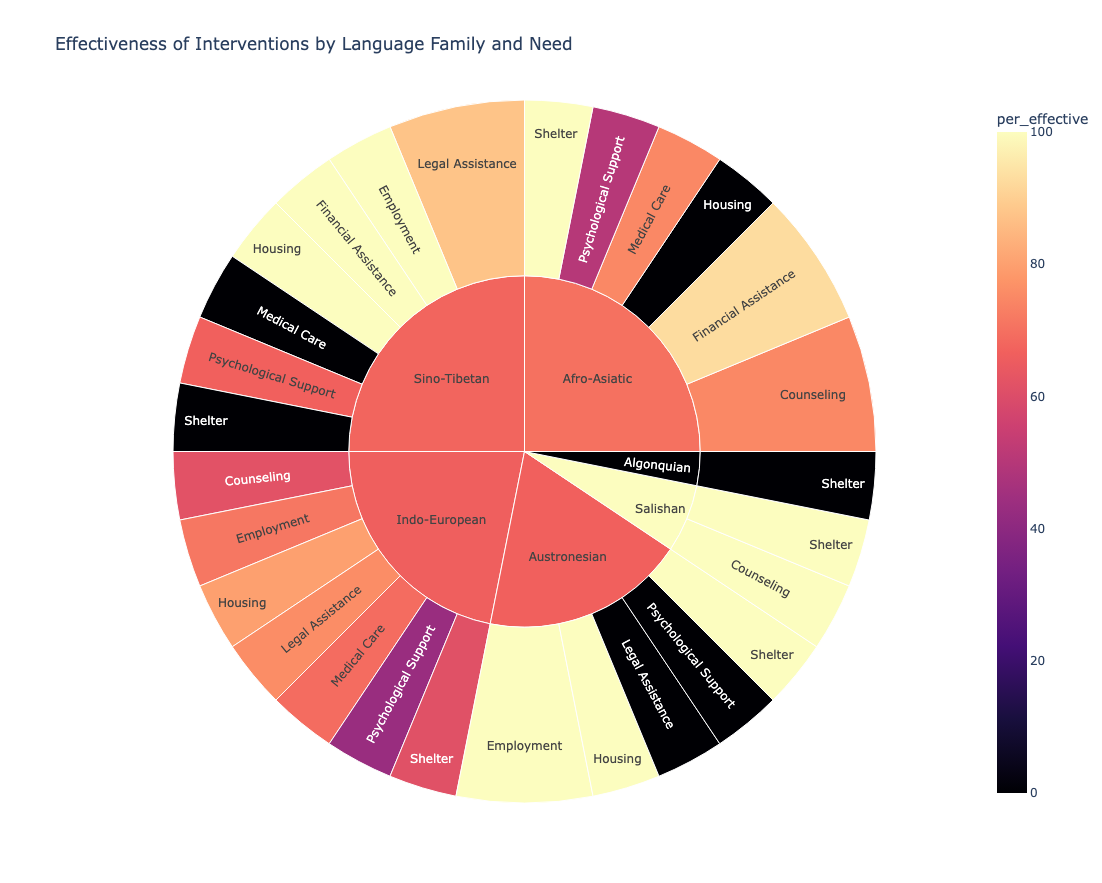 Effectiveness of Interventions by Language Family and Need
per_effective
100
80
60
40
20
0
Afro-Asiatic
Shelter
Psychological Support
Medical Care
Housing
Financial Assistance
Counseling
Algonquian
Shelter
Salishan
Shelter
Counseling
Austronesian
Shelter
Psychological Support
Legal Assistance
Housing
Employment
Indo-European
Shelter
Psychological Support
Medical Care
Legal Assistance
Housing
Employment
Counseling
Sino-Tibetan
Shelter
Psychological Support
Medical Care
Housing
Financial Assistance
Employment
Legal Assistance